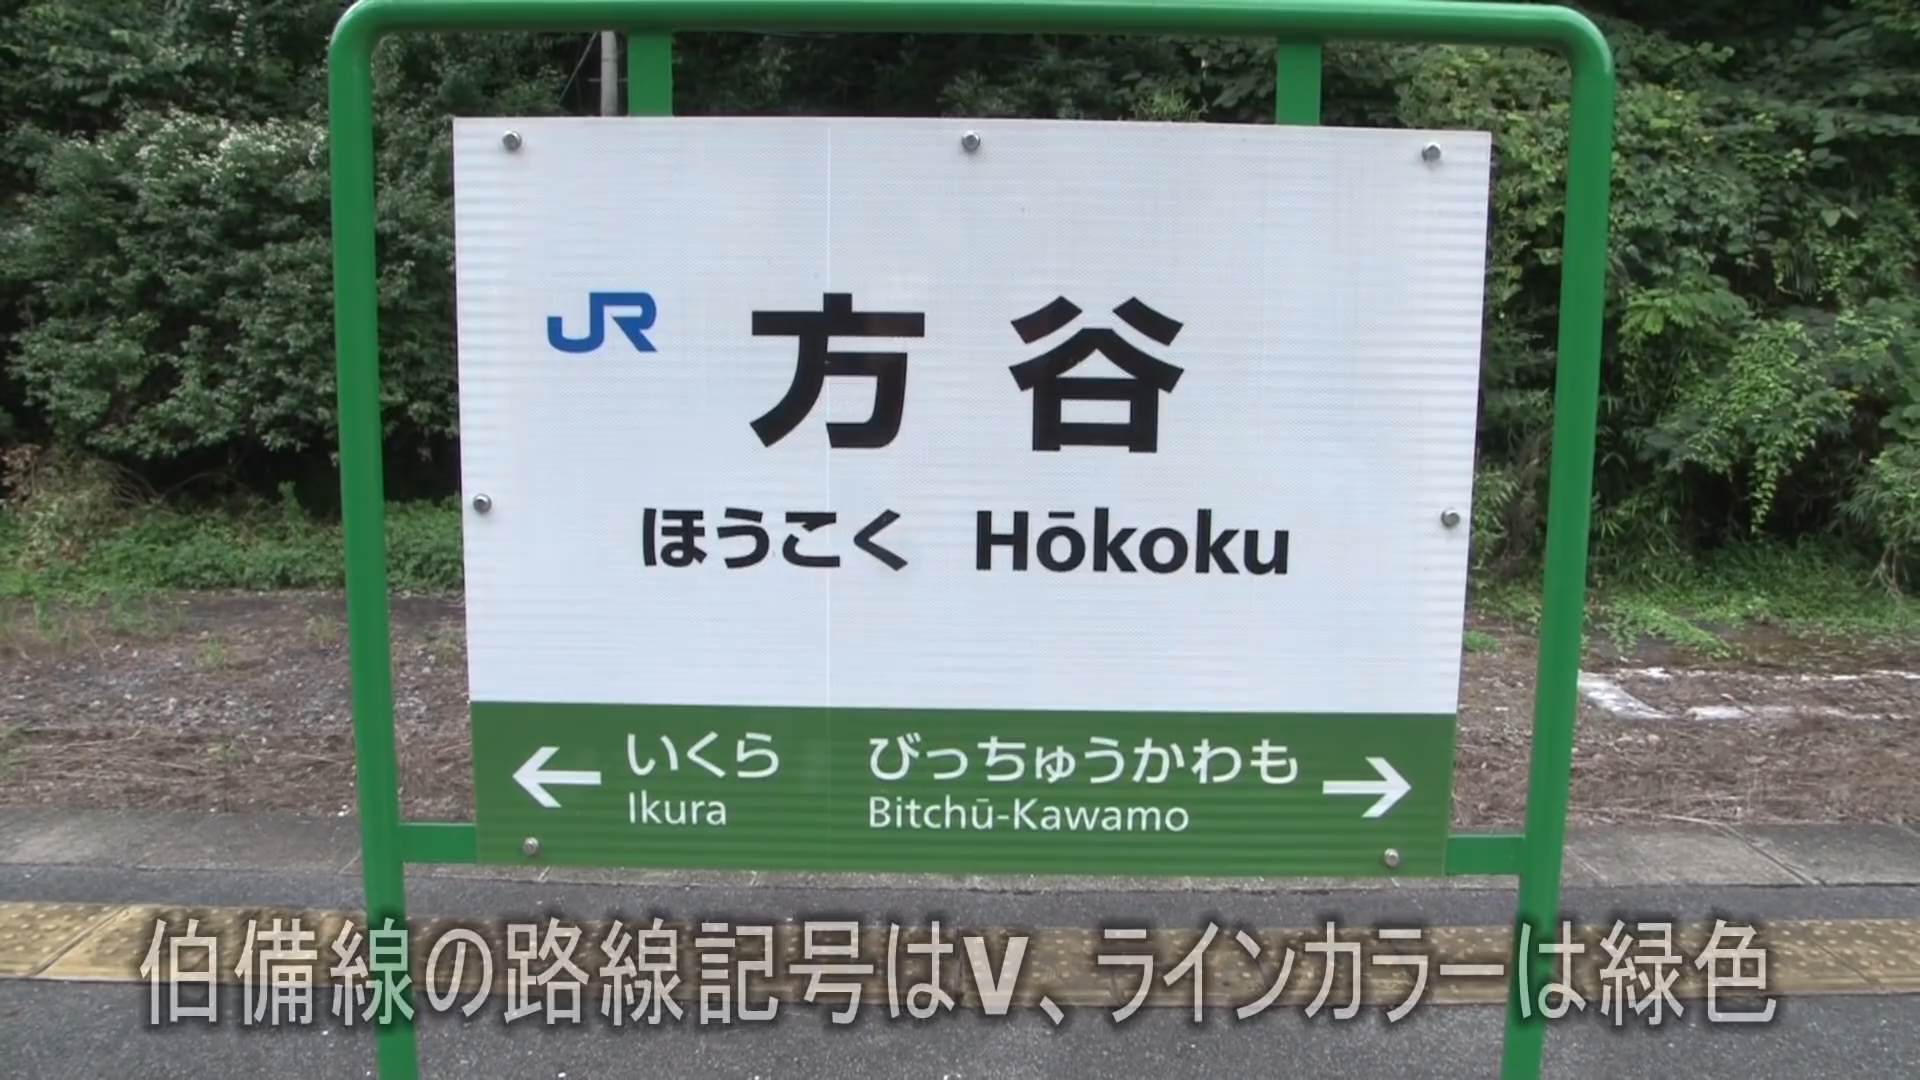 JR 方谷
ほうこく Hōkoku
← いくら びっちゅうかわも →
Ikura Bitchū-Kawamo
伯備線の路線記号はV、ラインカラーは緑色